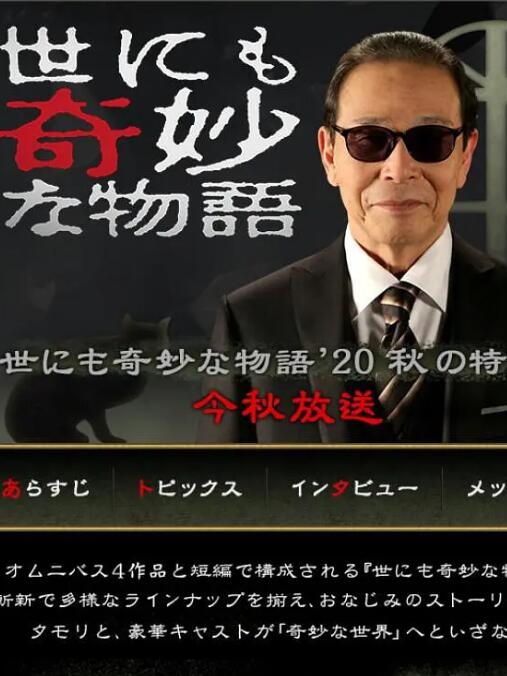 世にも
奇妙
な物語
世にも奇妙な物語'20 秋の特
今秋放送
あらすじ トピックス インタビュー メッ
オムニバス4作品と短編で構成される『世にも奇妙な物
斬新で多様なラインナップを揃え、おなじみのストーリ
タモリと、豪華キャストが「奇妙な世界」へといざな